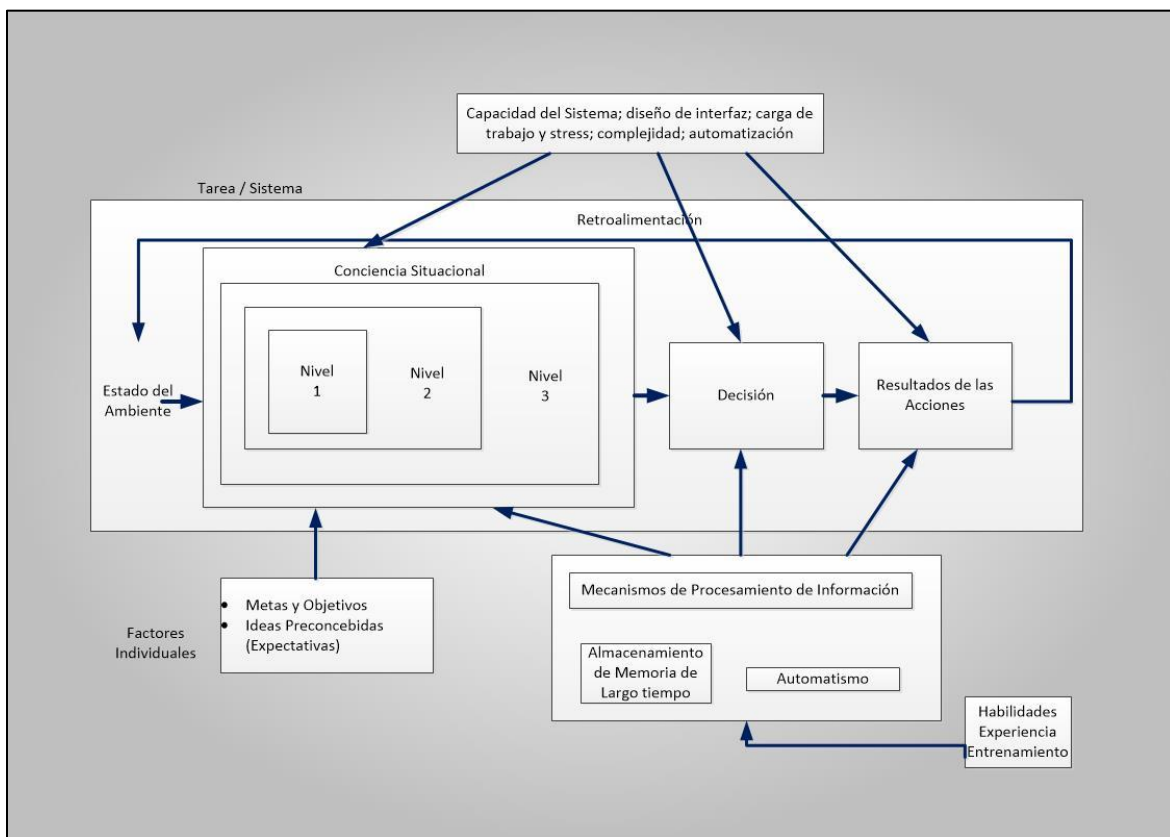 Capacidad del Sistema; diseño de interfaz; carga de
trabajo y stress; complejidad; automatización
Tarea / Sistema
Retroalimentación
Conciencia Situacional
Nivel
1
Nivel
2
Nivel
3
Estado del
Ambiente
Decisión
Resultados de las
Acciones
Factores
Individuales
• Metas y Objetivos
• Ideas Preconcebidas
(Expectativas)
Mecanismos de Procesamiento de Información
Almacenamiento
de Memoria de
Largo tiempo
Automatismo
Habilidades
Experiencia
Entrenamiento